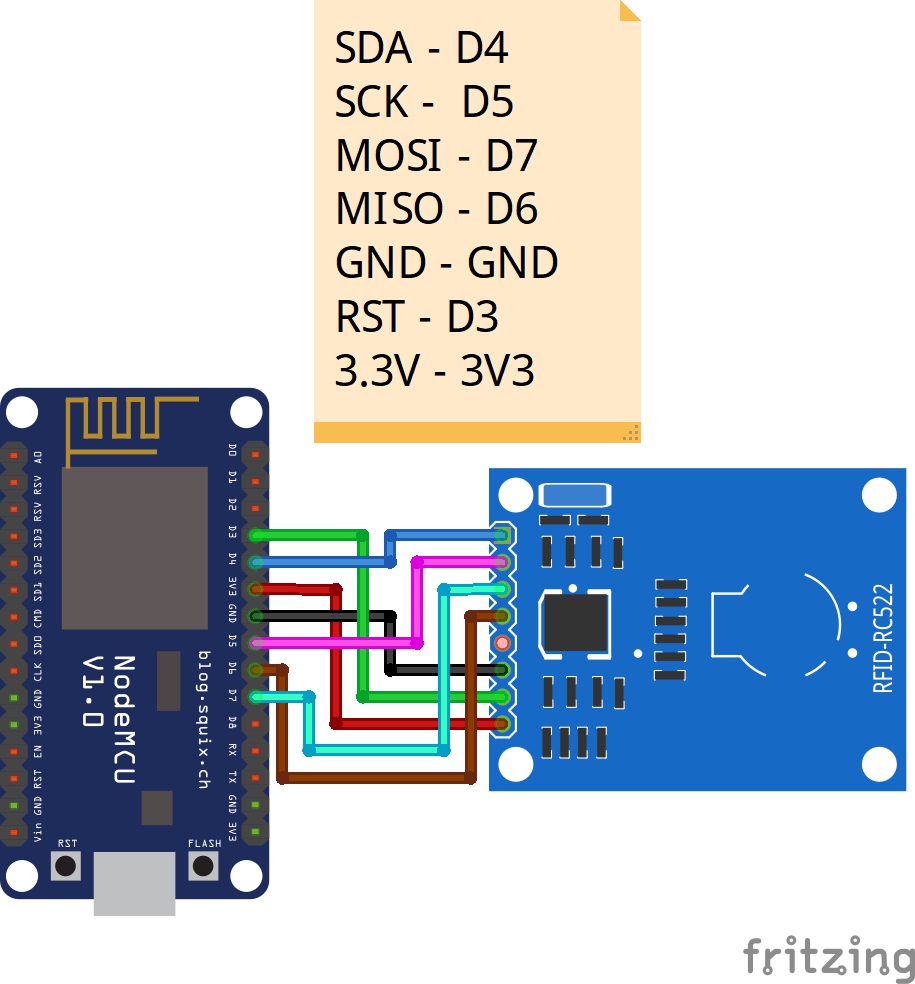 SDA - D4
SCK -  D5
MOSI - D7
MISO - D6
GND - GND
RST - D3
3.3V - 3V3
A0
RSV
RSV
SD3
SD2
SD1
CMD
SD0
CLK
GND
3V3
EN
RST
GND
Vin
D0
D1
D2
D3
D4
3V3
GND
D5
D6
D7
D8
RX
TX
GND
3V3
NodeMCU
V1.0
blog.squix.ch
RST
FLASH
RFID-RC522
fritzing